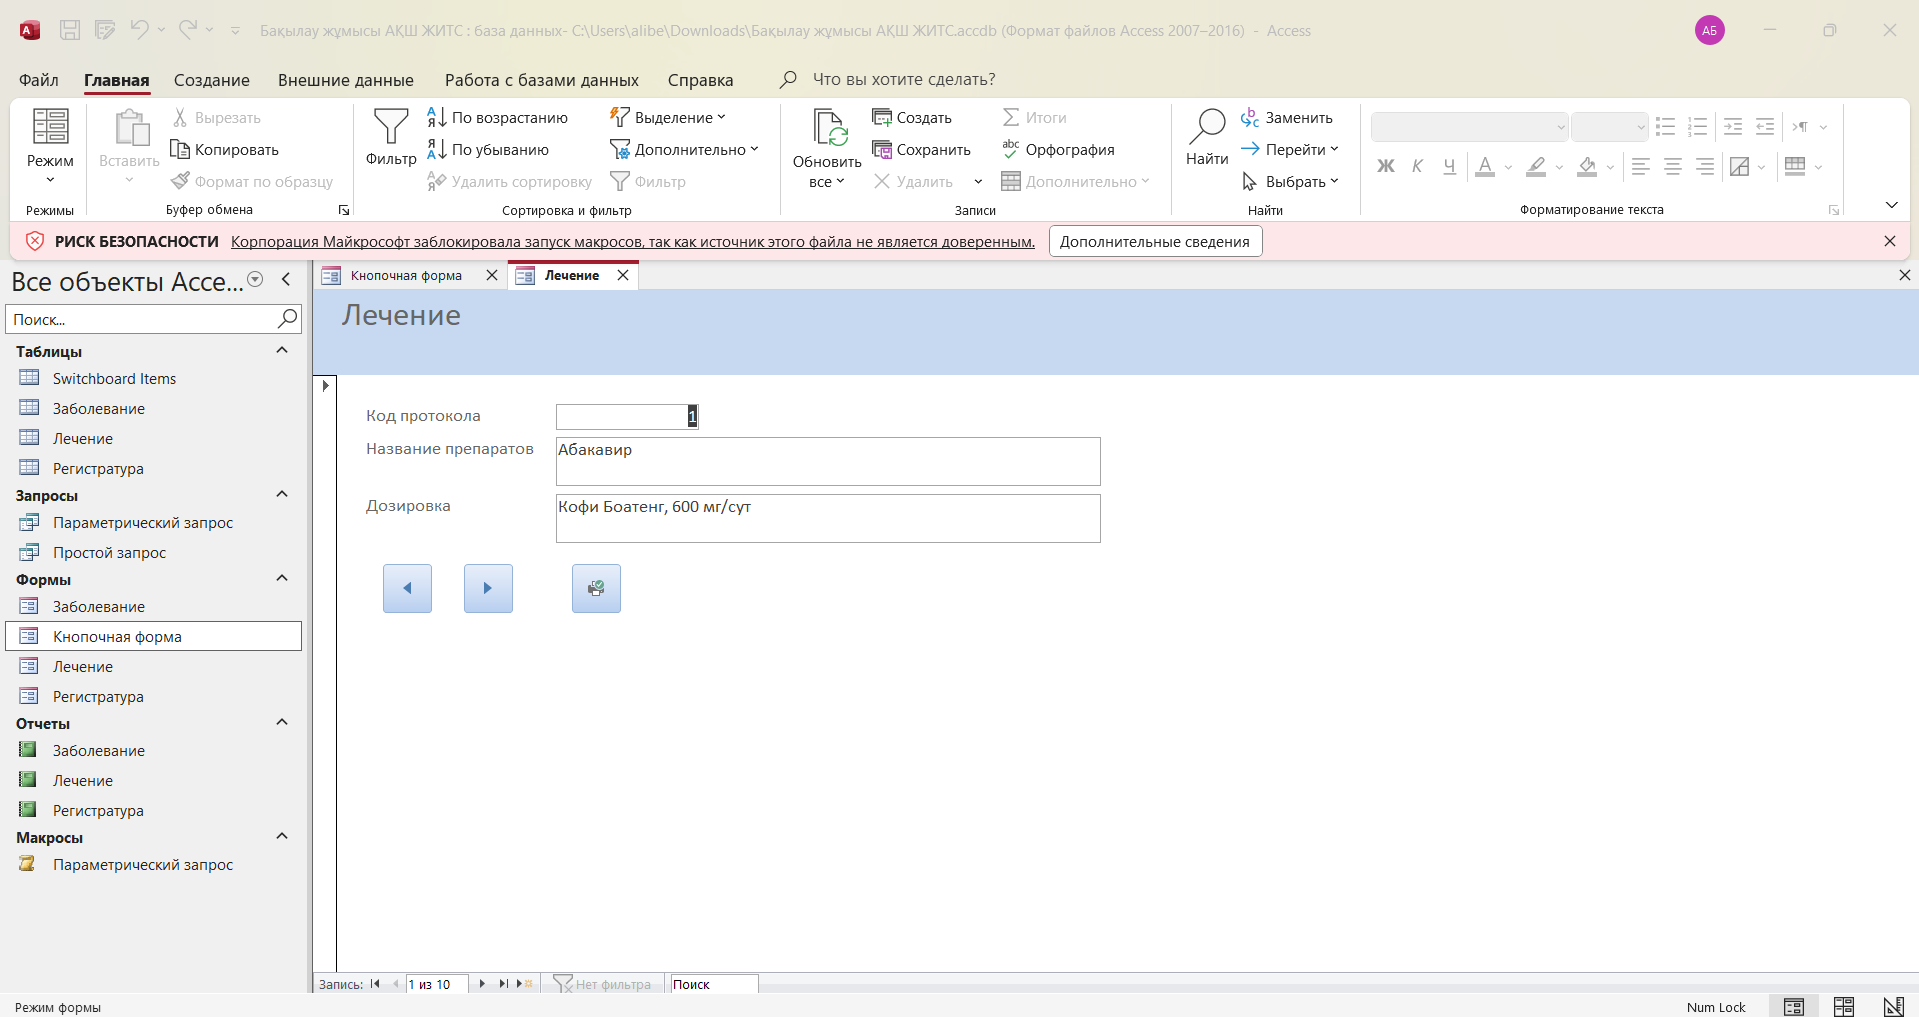 Бақылау жұмысы АҚШ ЖИТС : база данных- C:\Users\alibe\Downloads\Бақылау жұмысы АҚШ ЖИТС.accdb (Формат файлов Access 2007–2016)  -  Access
АБ
Файл Главная Создание Внешние данные Работа с базами данных Справка Что вы хотите сделать?
Режим
Режимы
Вставить
Вырезать
Копировать
Формат по образцу
Буфер обмена
Фильтр
По возрастанию
По убыванию
Удалить сортировку
Выделение
Дополнительно
Фильтр
Сортировка и фильтр
Обновить
все
Создать
Сохранить
Удалить
Итоги
Орфография
Дополнительно
Записи
Найти
Заменить
Перейти
Выбрать
Найти
Ж К Ч А
Форматирование текста
РИСК БЕЗОПАСНОСТИ Корпорация Майкрософт заблокировала запуск макросов, так как источник этого файла не является доверенным. Дополнительные сведения
Все объекты Acce...
Поиск...
Таблицы
Switchboard Items
Заболевание
Лечение
Регистратура
Запросы
Параметрический запрос
Простой запрос
Формы
Заболевание
Кнопочная форма
Лечение
Регистратура
Отчеты
Заболевание
Лечение
Регистратура
Макросы
Параметрический запрос
Кнопочная форма Лечение
Лечение
Код протокола 1
Название препаратов Абакавир
Дозировка Кофи Боатенг, 600 мг/сут
Запись: 1 из 10 Нет фильтра Поиск
Режим формы Num Lock